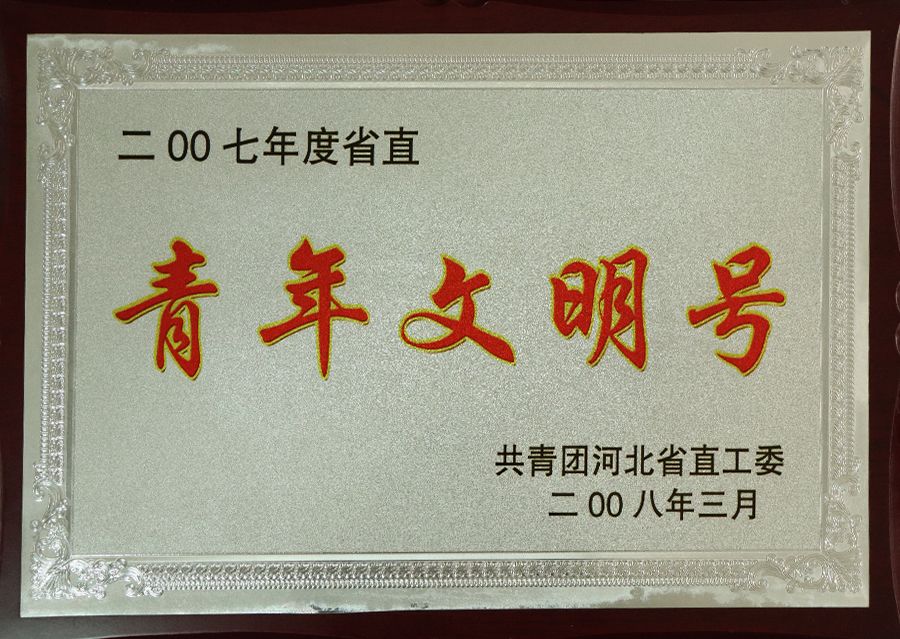 二00七年度省直
青年文明号
共青团河北省直工委
二00八年三月